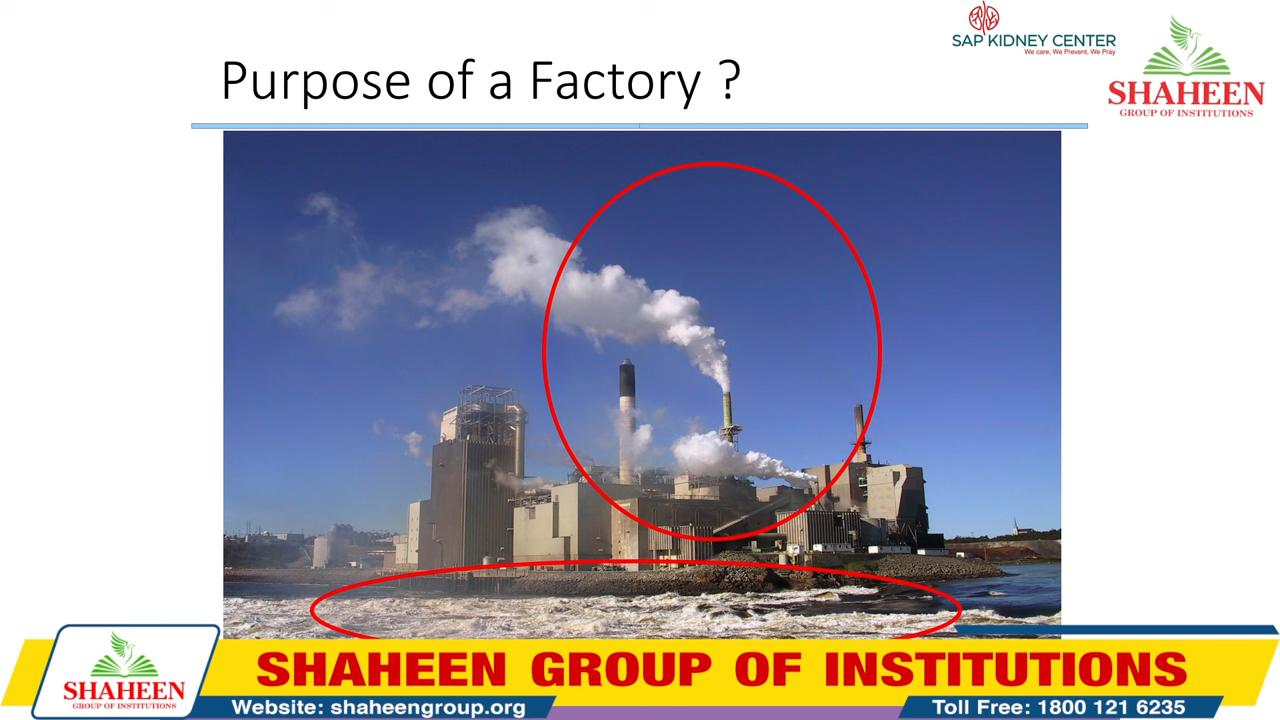 SAP KIDNEY CENTER
We care, We Prevent, We Pray
SHAHEEN
GROUP OF INSTITUTIONS
Purpose of a Factory ?
SHAHEEN
GROUP OF INSTITUTIONS
SHAHEEN GROUP OF INSTITUTIONS
Website: shaheengroup.org
Toll Free: 1800 121 6235